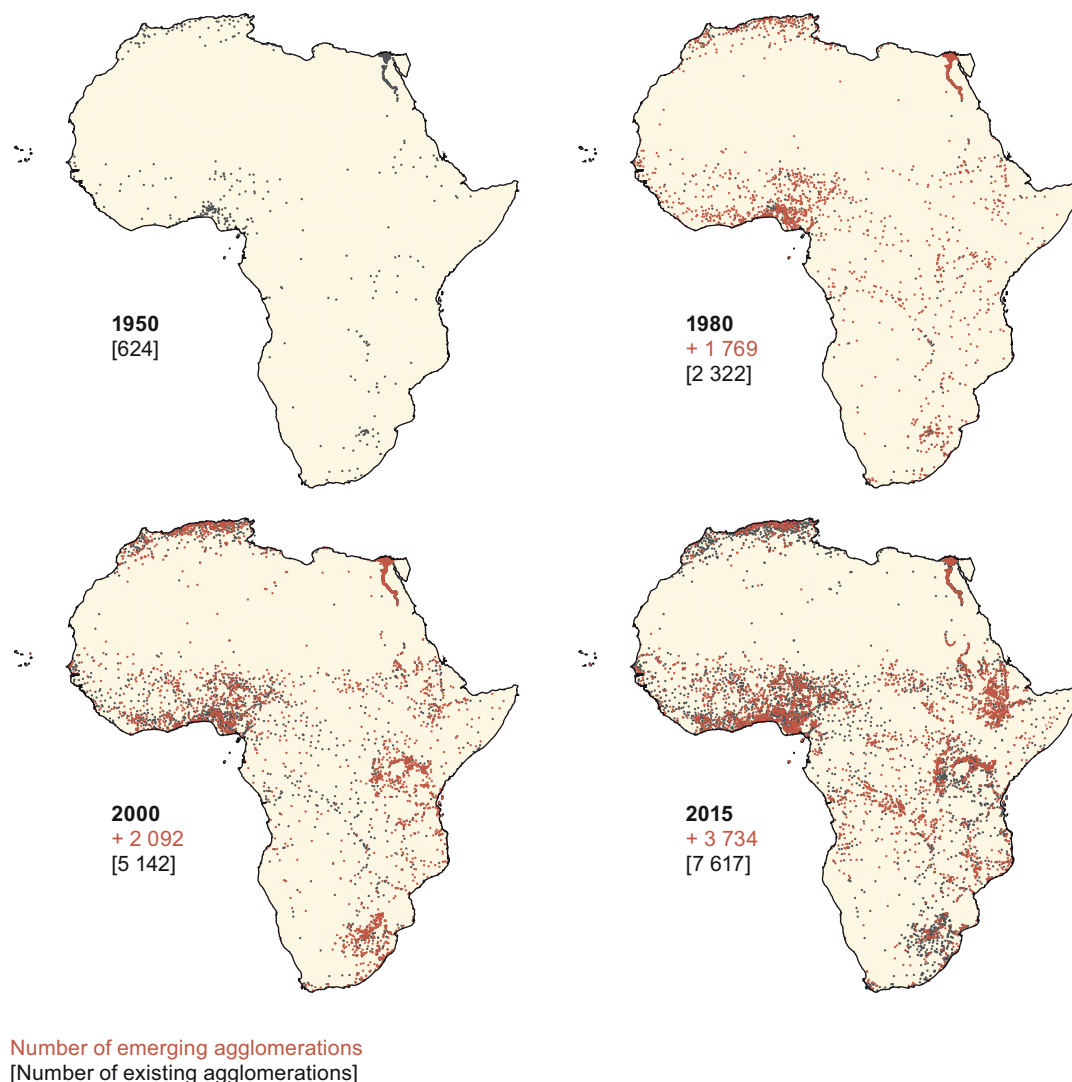 1950
[624]
1980
+ 1 769
[2 322]
2000
+ 2 092
[5 142]
2015
+ 3 734
[7 617]
Number of emerging agglomerations
[Number of existing agglomerations]